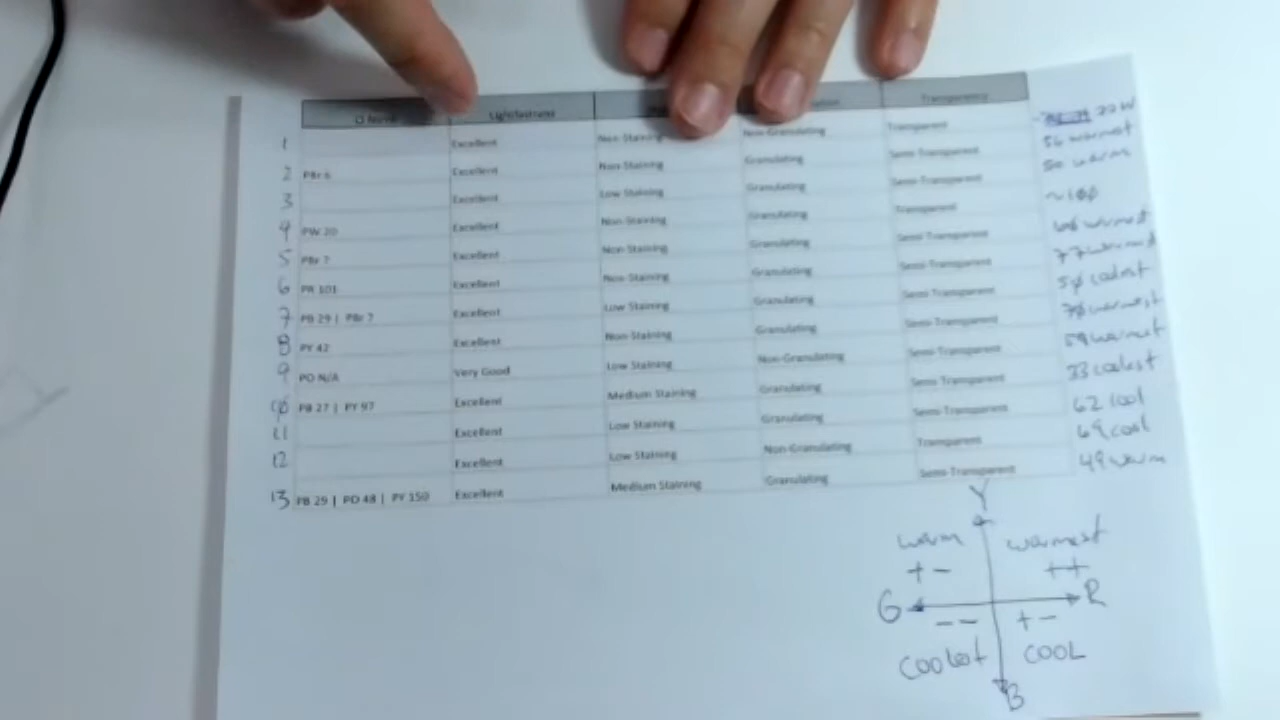 CI Name Lightfastness Transparency
1 Excellent Non-Staining Non-Granulating Transparent
2 PBr 6 Excellent Non-Staining Granulating Semi-Transparent 56 warmest
3 Excellent Low Staining Granulating Semi-Transparent 50 warm
4 PW 20 Excellent Non-Staining Granulating Transparent
5 PBr 7 Excellent Non-Staining Granulating Semi-Transparent warmest
6 PR 101 Excellent Non-Staining Granulating Semi-Transparent 77 warmest
7 PB 29 | PBr 7 Excellent Low Staining Granulating Semi-Transparent coolest
8 PY 42 Excellent Non-Staining Granulating Semi-Transparent warmest
9 PO N/A Very Good Low Staining Non-Granulating Semi-Transparent 59 warmest
10 PB 27 | PY 97 Excellent Medium Staining Granulating Semi-Transparent 33 coolest
11 Excellent Low Staining Granulating Semi-Transparent 62 cool
12 Excellent Low Staining Non-Granulating Transparent 69 cool
13 PB 29 | PO 48 | PY 150 Excellent Medium Staining Granulating Semi-Transparent 49 warm
Y
warm warmest
+ - ++
G R
- - + -
coolest COOL
B